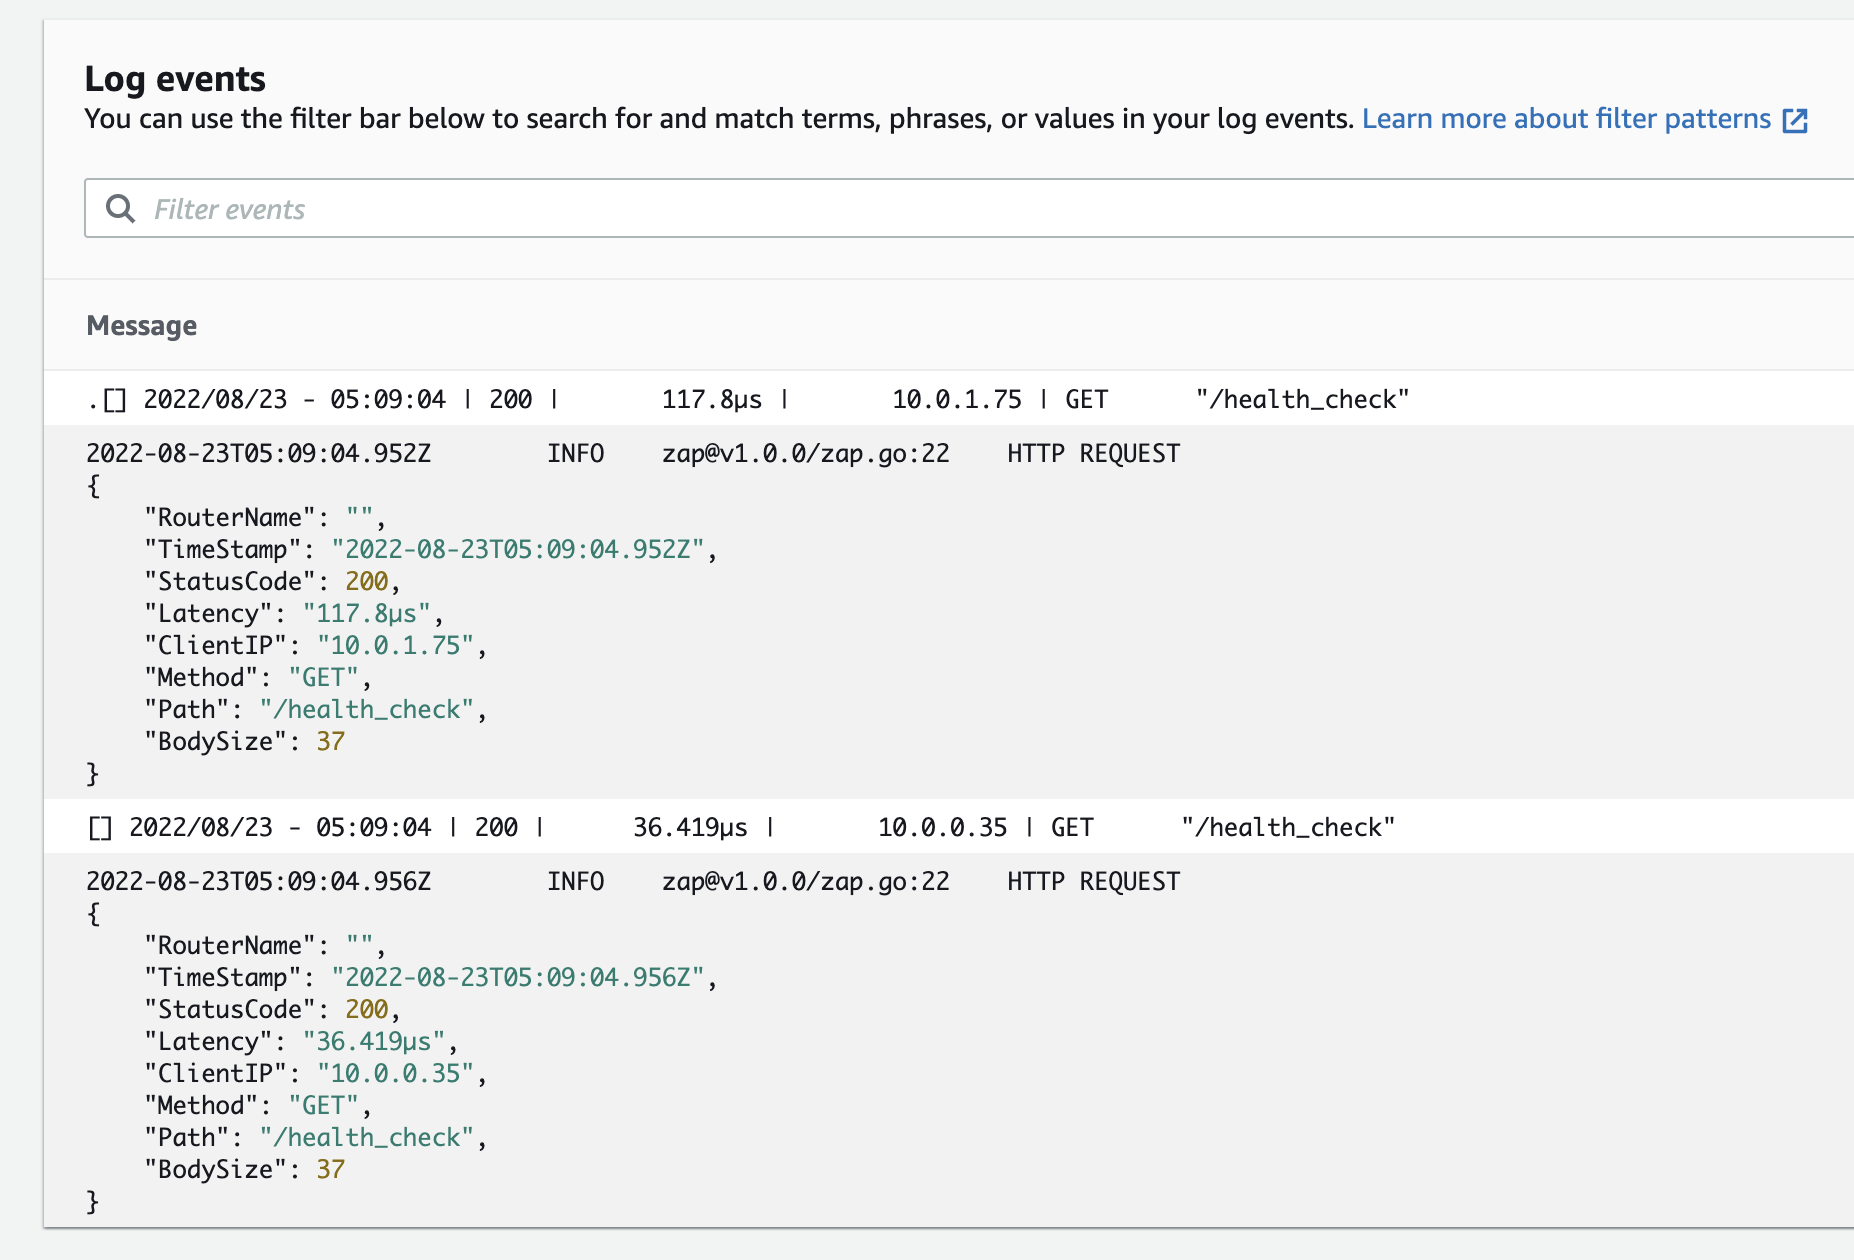 Log events
You can use the filter bar below to search for and match terms, phrases, or values in your log events. Learn more about filter patterns
Filter events
Message
.[] 2022/08/23 - 05:09:04 | 200 |       117.8µs |       10.0.1.75 | GET      "/health_check"
2022-08-23T05:09:04.952Z        INFO    zap@v1.0.0/zap.go:22    HTTP REQUEST
{
    "RouterName": "",
    "TimeStamp": "2022-08-23T05:09:04.952Z",
    "StatusCode": 200,
    "Latency": "117.8µs",
    "ClientIP": "10.0.1.75",
    "Method": "GET",
    "Path": "/health_check",
    "BodySize": 37
}
[] 2022/08/23 - 05:09:04 | 200 |      36.419µs |       10.0.0.35 | GET      "/health_check"
2022-08-23T05:09:04.956Z        INFO    zap@v1.0.0/zap.go:22    HTTP REQUEST
{
    "RouterName": "",
    "TimeStamp": "2022-08-23T05:09:04.956Z",
    "StatusCode": 200,
    "Latency": "36.419µs",
    "ClientIP": "10.0.0.35",
    "Method": "GET",
    "Path": "/health_check",
    "BodySize": 37
}